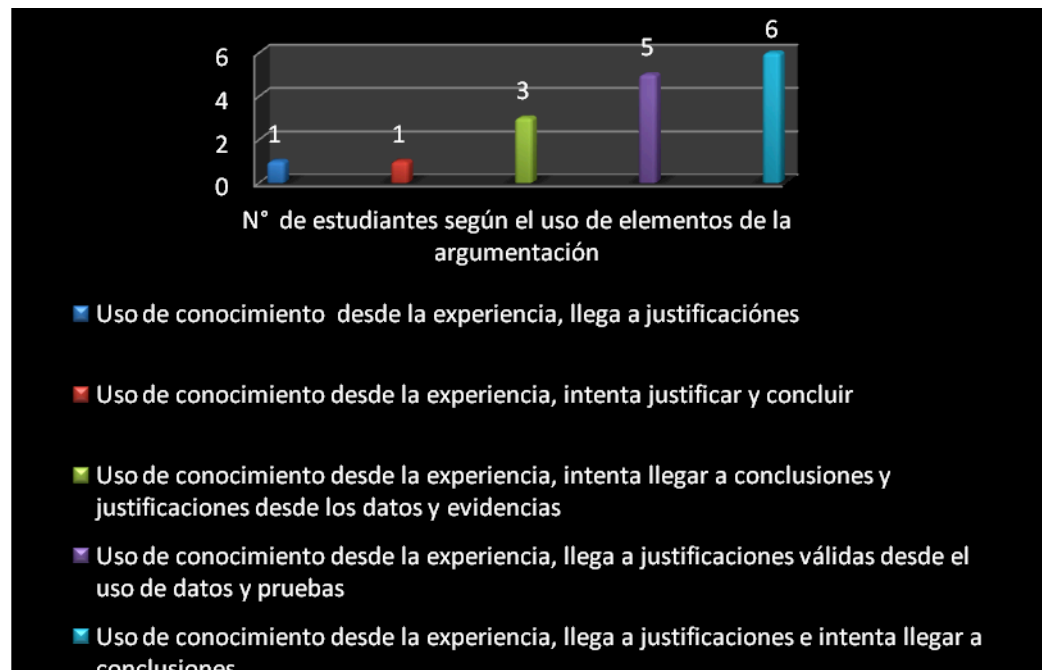 6
5
6
3
4
1
1
2
0
N° de estudiantes según el uso de elementos de la
argumentación
Uso de conocimiento desde la experiencia, llega a justificaciónes
Uso de conocimiento desde la experiencia, intenta justificar y concluir
Uso de conocimiento desde la experiencia, intenta llegar a conclusiones y
justificaciones desde los datos y evidencias
Uso de conocimiento desde la experiencia, llega a justificaciones válidas desde el
uso de datos y pruebas
Uso de conocimiento desde la experiencia, llega a justificaciones e intenta llegar a
conclusiones